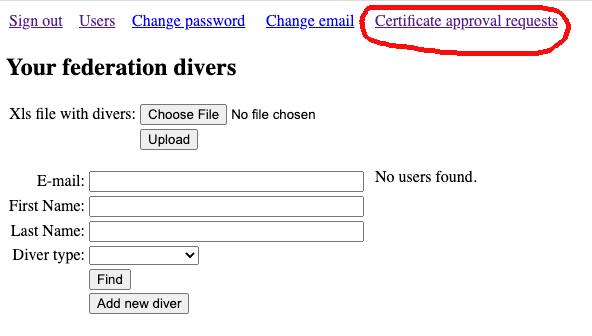 Sign out Users Change password Change email Certificate approval requests
Your federation divers
Xls file with divers: Choose File No file chosen
Upload
E-mail: No users found.
First Name:
Last Name:
Diver type:
Find
Add new diver